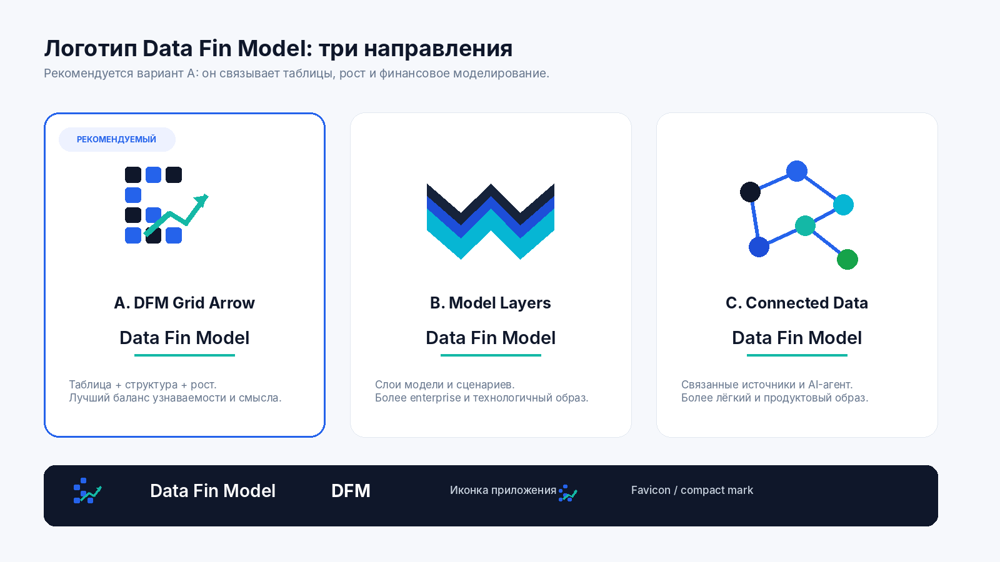 Логотип Data Fin Model: три направления
Рекомендуется вариант A: он связывает таблицы, рост и финансовое моделирование.
РЕКОМЕНДУЕМЫЙ
A. DFM Grid Arrow
Data Fin Model
Таблица + структура + рост.
Лучший баланс узнаваемости и смысла.
B. Model Layers
Data Fin Model
Слои модели и сценариев.
Более enterprise и технологичный образ.
C. Connected Data
Data Fin Model
Связанные источники и AI-агент.
Более лёгкий и продуктовый образ.
Data Fin Model
DFM
Иконка приложения
Favicon / compact mark